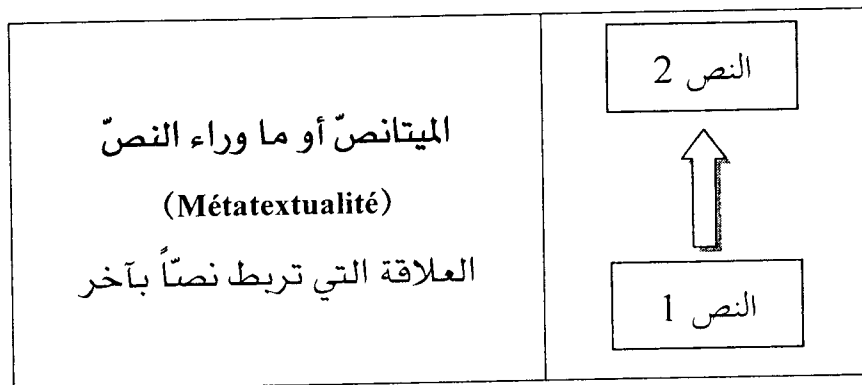 النص 2
النص 1
الميتانصّ أو ما وراء النصّ
(Métatextualité)
العلاقة التي تربط نصّاً بآخر